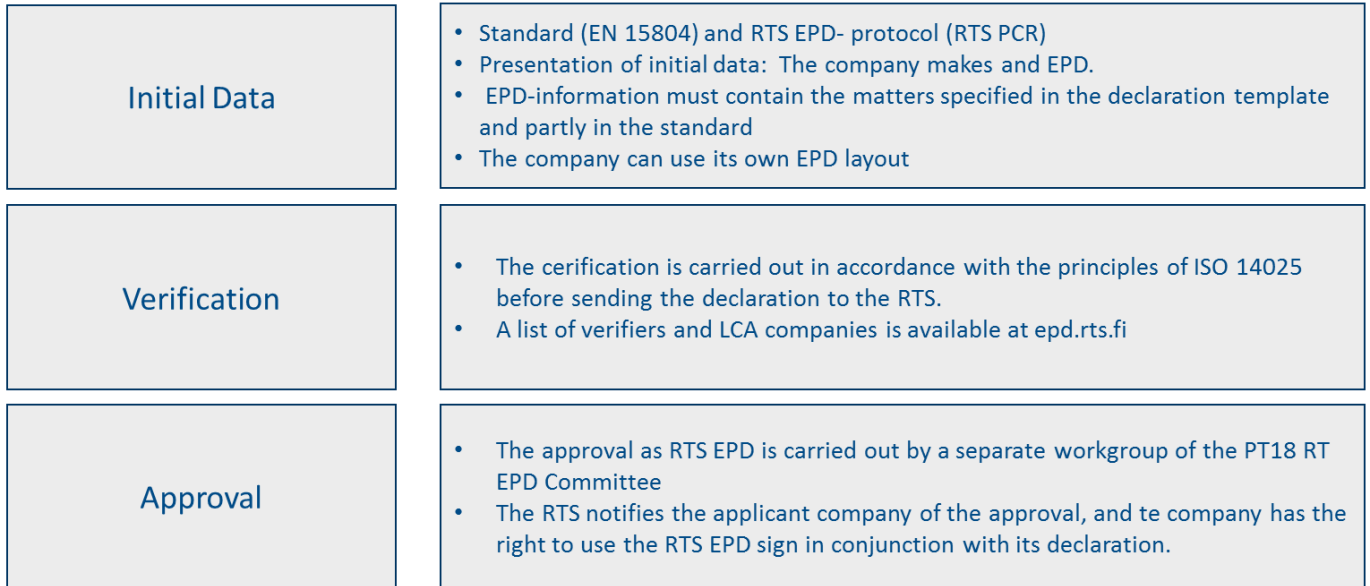 Initial Data
• Standard (EN 15804) and RTS EPD- protocol (RTS PCR)
• Presentation of initial data: The company makes and EPD.
• EPD-information must contain the matters specified in the declaration template
and partly in the standard
• The company can use its own EPD layout
Verification
• The cerification is carried out in accordance with the principles of ISO 14025
before sending the declaration to the RTS.
• A list of verifiers and LCA companies is available at epd.rts.fi
Approval
• The approval as RTS EPD is carried out by a separate workgroup of the PT18 RT
EPD Committee
• The RTS notifies the applicant company of the approval, and te company has the
right to use the RTS EPD sign in conjunction with its declaration.